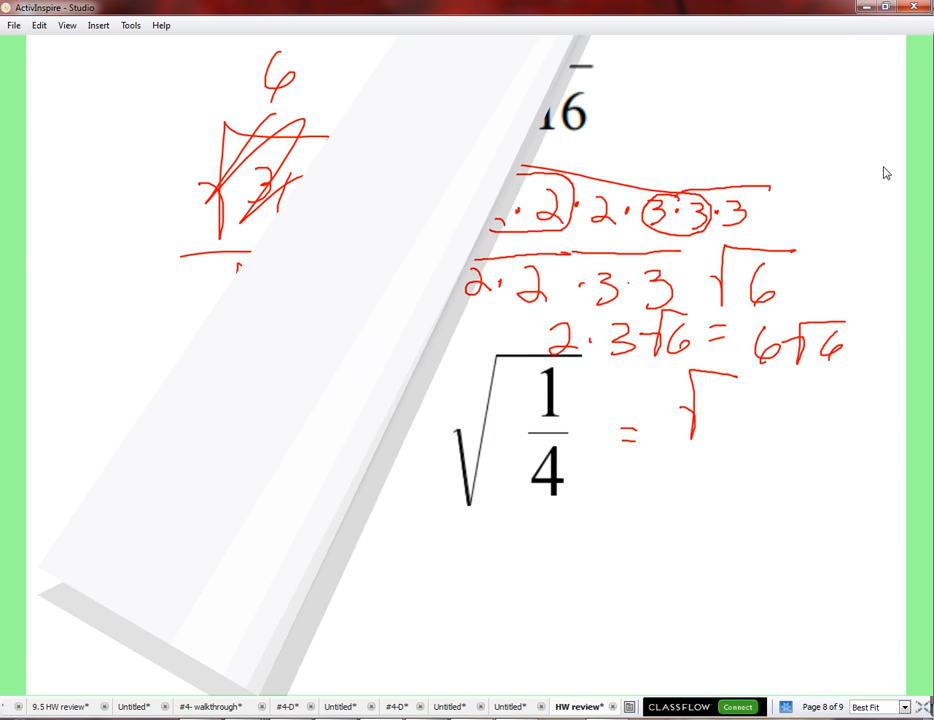 ActivInspire - Studio
File Edit View Insert Tools Help
6
16
2 · 2 · 3 · 3 · 3
2 · 2 · 3 · 3 √6
2 · 3 √6 = 6 √6
√1/4 = √
9.5 HW review* Untitled* #4- walkthrough* #4-D* Untitled* #4-D* Untitled* Untitled* HW review* CLASSFLOW Connect Page 8 of 9 Best Fit